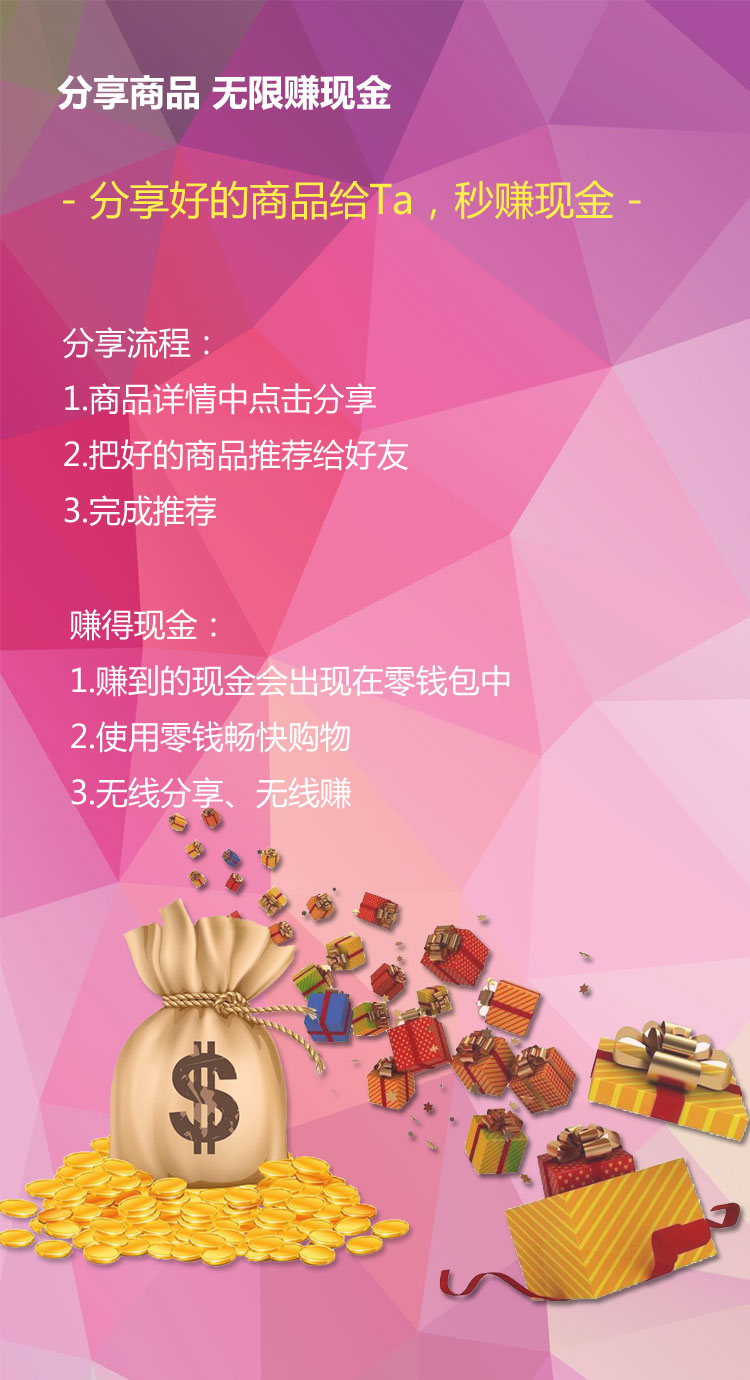 分享商品 无限赚现金
- 分享好的商品给Ta，秒赚现金 -
分享流程：
1.商品详情中点击分享
2.把好的商品推荐给好友
3.完成推荐
赚得现金：
1.赚到的现金会出现在零钱包中
2.使用零钱畅快购物
3.无线分享、无线赚
$